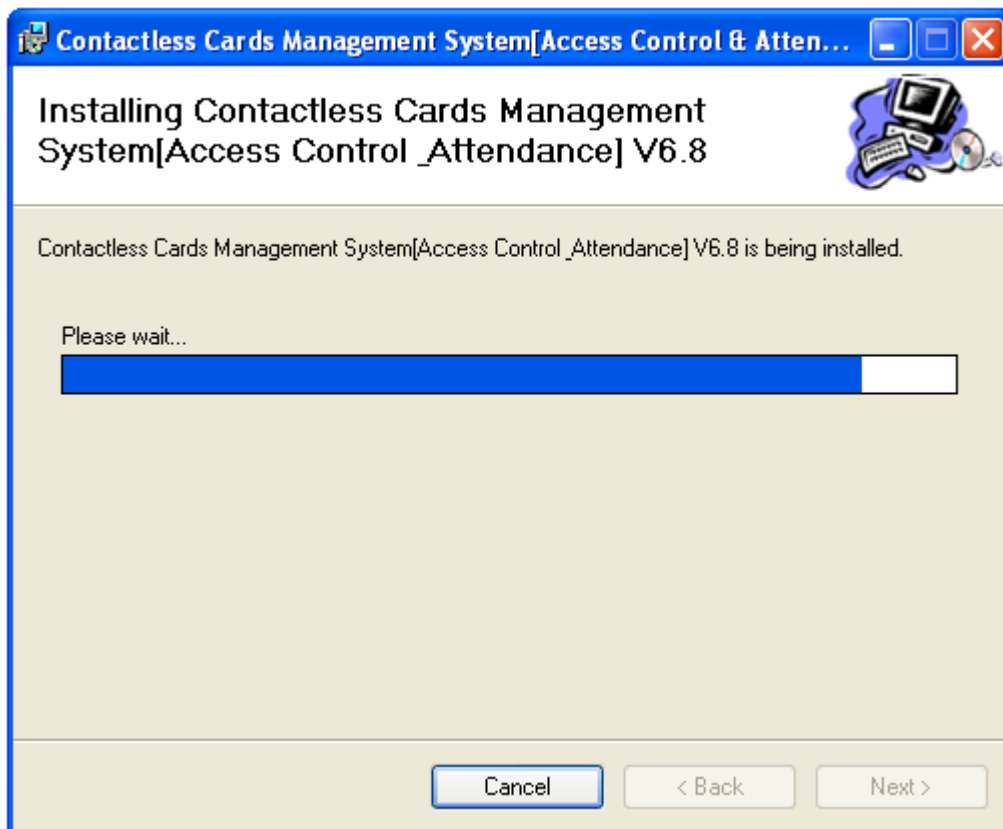 Contactless Cards Management System[Access Control & Atten...
Installing Contactless Cards Management
System[Access Control _Attendance] V6.8
Contactless Cards Management System[Access Control _Attendance] V6.8 is being installed.
Please wait...
Cancel
< Back
Next >